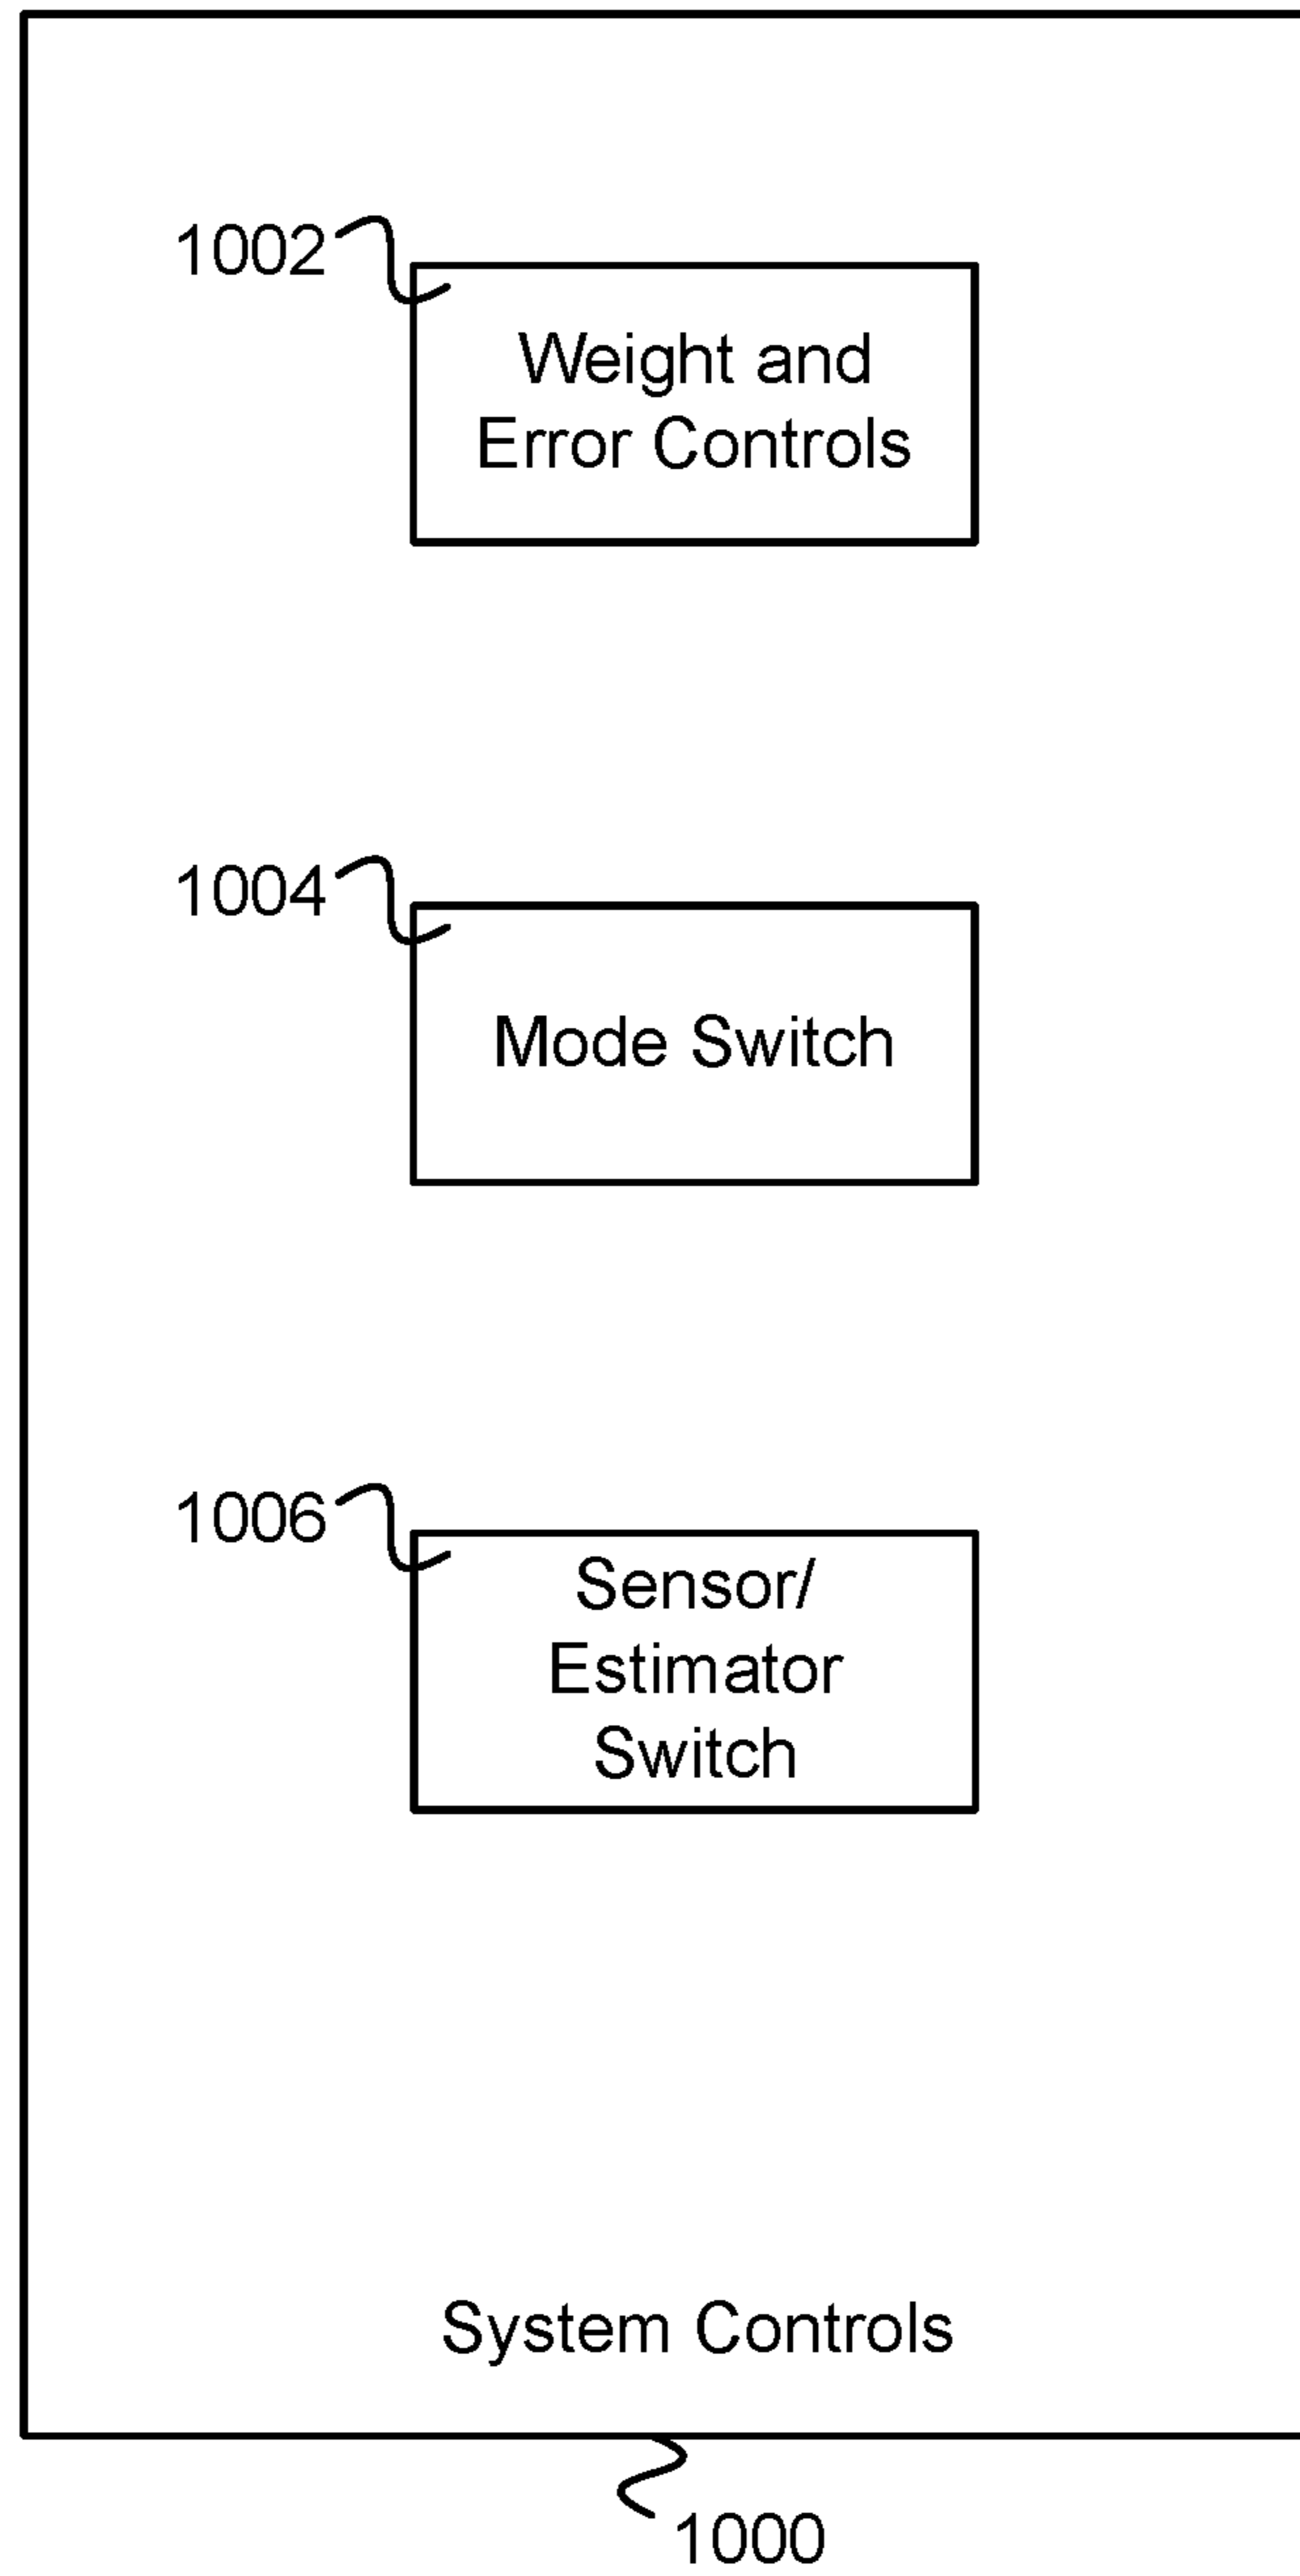 1002
Weight and
Error Controls
1004
Mode Switch
1006
Sensor/
Estimator
Switch
System Controls
1000